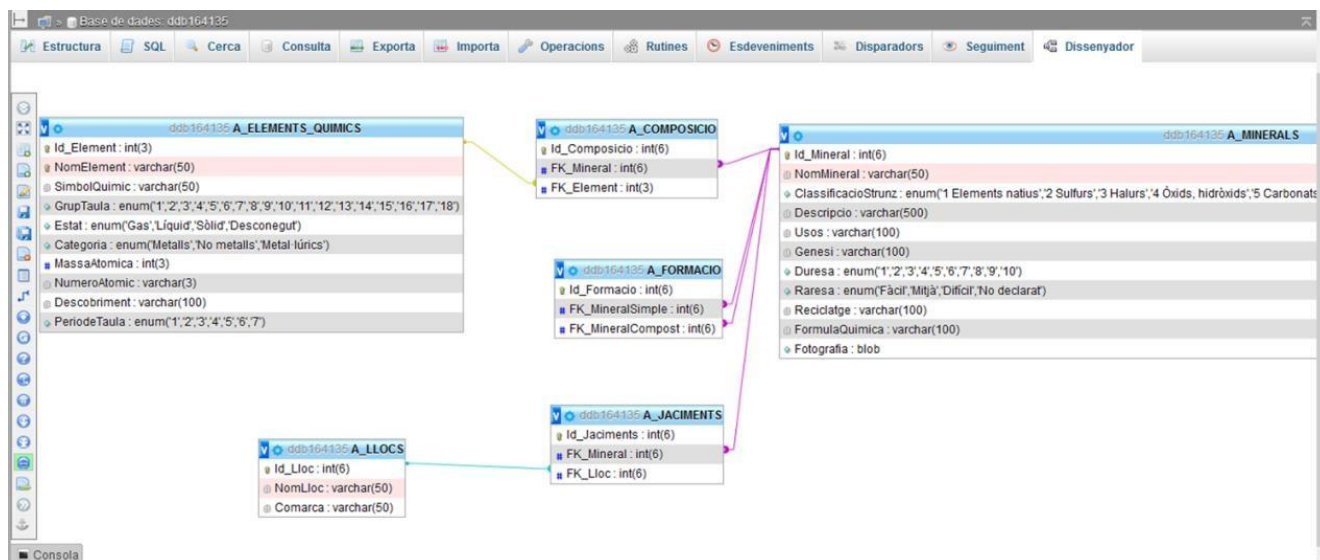 Base de dades: ddb164135
Estructura SQL Cerca Consulta Exporta Importa Operacions Rutines Esdeveniments Disparadors Seguiment Dissenyador
ddb164135 A_ELEMENTS_QUIMICS
Id_Element : int(3)
NomElement : varchar(50)
SimbolQuimic : varchar(50)
GrupTaula : enum('1','2','3','4','5','6','7','8','9','10','11','12','13','14','15','16','17','18')
Estat : enum('Gas','Líquid','Sòlid','Desconegut')
Categoria : enum('Metalls','No metalls','Metal·lúrics')
MassaAtomica : int(3)
NumeroAtomic : varchar(3)
Descobriment : varchar(100)
PeriodeTaula : enum('1','2','3','4','5','6','7')
ddb164135 A_COMPOSICIO
Id_Composicio : int(6)
FK_Mineral : int(6)
FK_Element : int(3)
ddb164135 A_MINERALS
Id_Mineral : int(6)
NomMineral : varchar(50)
ClassificacioStrunz : enum('1 Elements natius','2 Sulfurs','3 Halurs','4 Òxids, hidròxids','5 Carbonats
Descripcio : varchar(500)
Usos : varchar(100)
Genesi : varchar(100)
Duresa : enum('1','2','3','4','5','6','7','8','9','10')
Raresa : enum('Fàcil','Mitjà','Difícil','No declarat')
Reciclatge : varchar(100)
FormulaQuimica : varchar(100)
Fotografia : blob
ddb164135 A_FORMACIO
Id_Formacio : int(6)
FK_MineralSimple : int(6)
FK_MineralCompost : int(6)
ddb164135 A_JACIMENTS
Id_Jaciments : int(6)
FK_Mineral : int(6)
FK_Lloc : int(6)
ddb164135 A_LLOCS
Id_Lloc : int(6)
NomLloc : varchar(50)
Comarca : varchar(50)
Consola